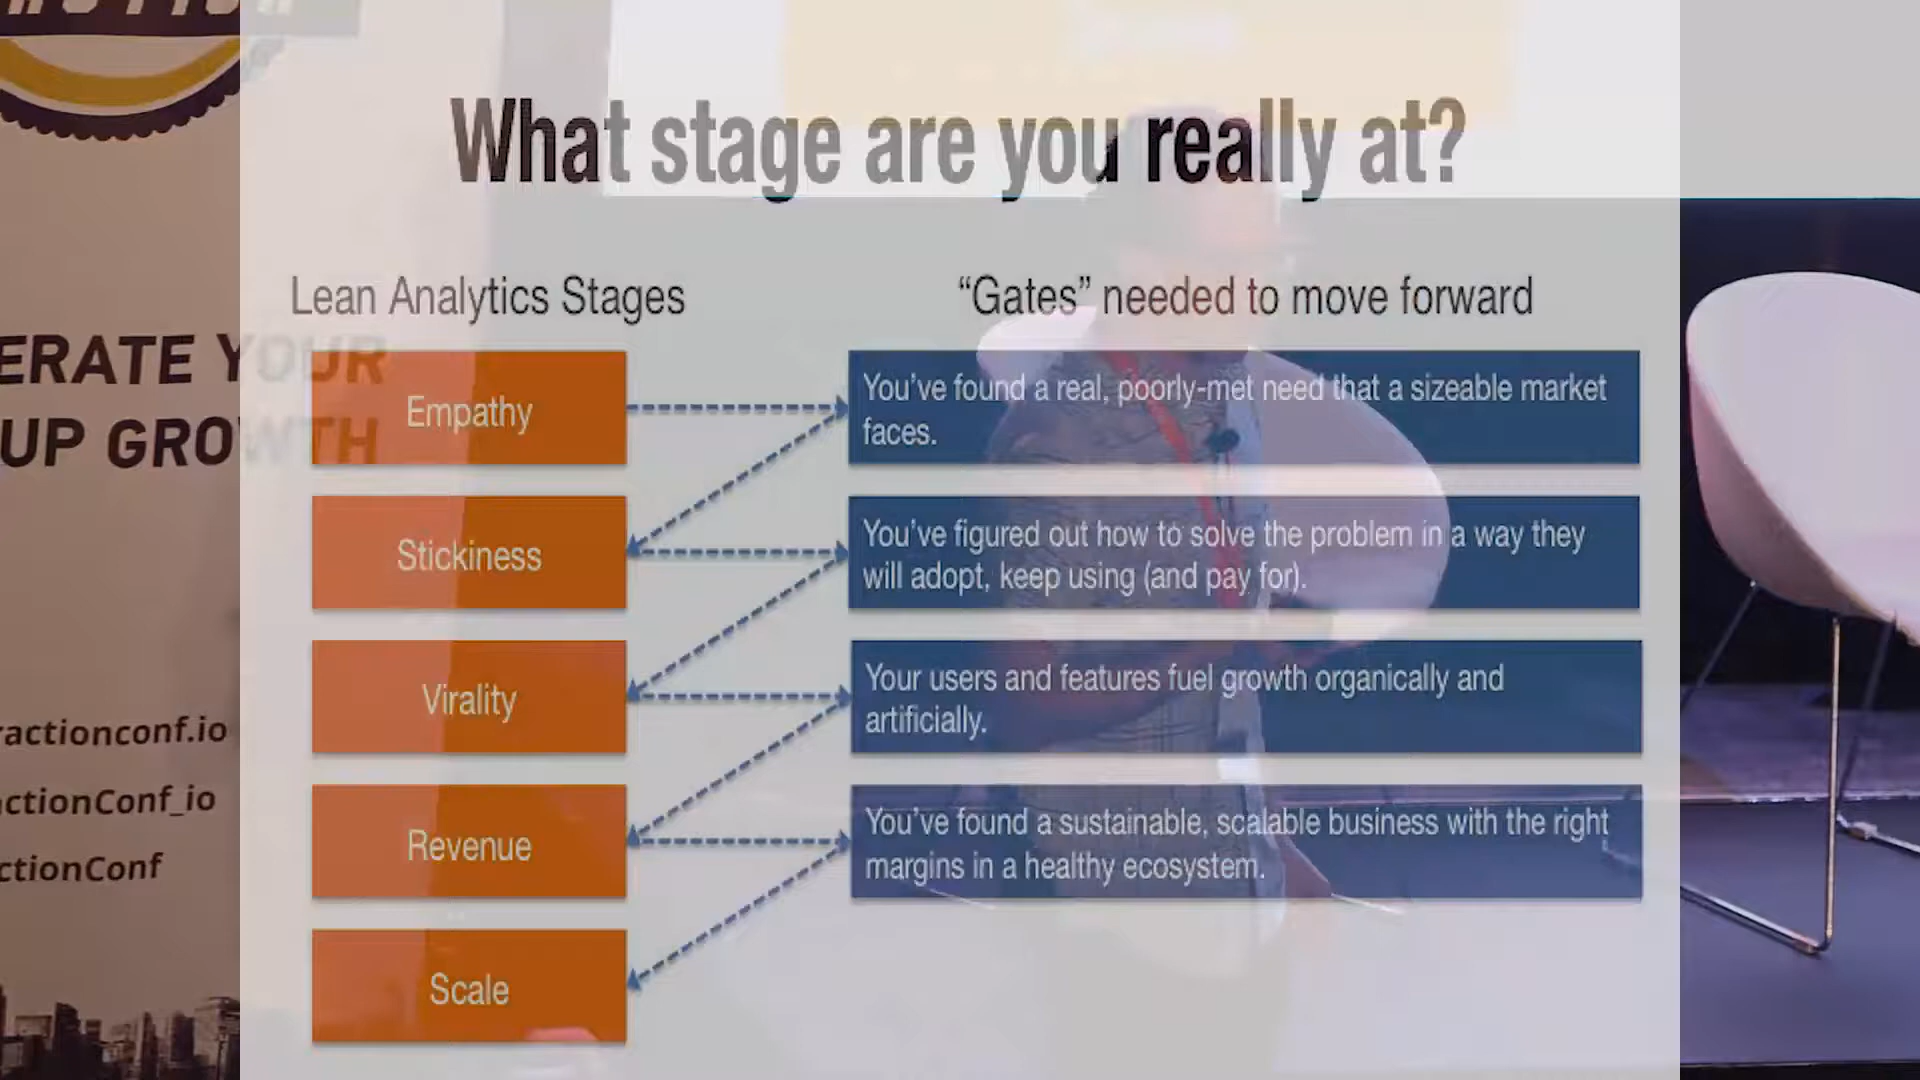 What stage are you really at?
Lean Analytics Stages
“Gates” needed to move forward
Empathy
You’ve found a real, poorly-met need that a sizeable market
faces.
Stickiness
You’ve figured out how to solve the problem in a way they
will adopt, keep using (and pay for).
Virality
Your users and features fuel growth organically and
artificially.
Revenue
You’ve found a sustainable, scalable business with the right
margins in a healthy ecosystem.
Scale
ERATE YOUR
UP GROWTH
ractionconf.io
actionConf_io
ctionConf